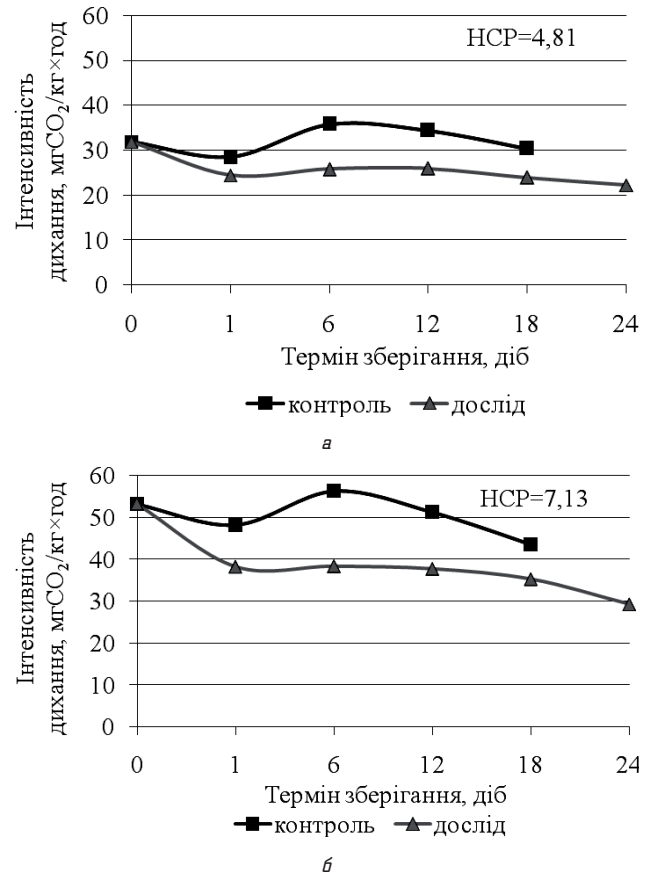 Інтенсивність
дихання, мгCO₂/кг×год
60
50
40
30
20
10
0
НСР=4,81
0 1 6 12 18 24
Термін зберігання, діб
контроль дослід
а
Інтенсивність
дихання, мгCO₂/кг×год
60
50
40
30
20
10
0
НСР=7,13
0 1 6 12 18 24
Термін зберігання, діб
контроль дослід
б